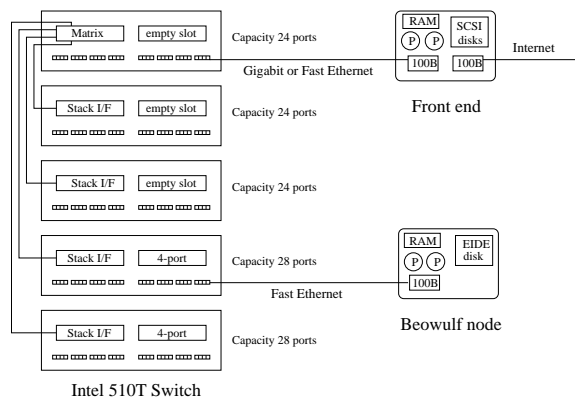 Matrix
empty slot
Capacity 24 ports
RAM
P P
SCSI
disks
100B
100B
Internet
Gigabit or Fast Ethernet
Front end
Stack I/F
empty slot
Capacity 24 ports
Stack I/F
empty slot
Capacity 24 ports
Stack I/F
4-port
Capacity 28 ports
RAM
P P
EIDE
disk
100B
Fast Ethernet
Beowulf node
Stack I/F
4-port
Capacity 28 ports
Intel 510T Switch